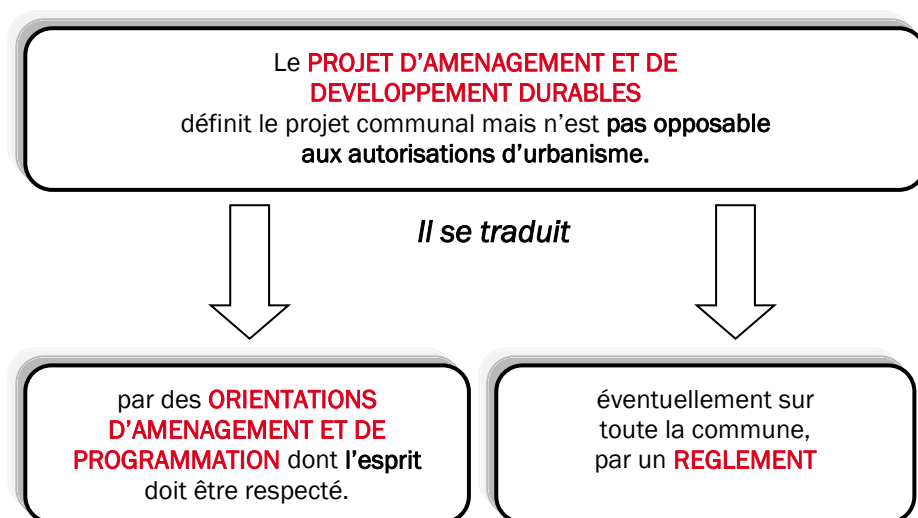 Le PROJET D'AMENAGEMENT ET DE
DEVELOPPEMENT DURABLES
définit le projet communal mais n'est pas opposable
aux autorisations d'urbanisme.
Il se traduit
par des ORIENTATIONS
D'AMENAGEMENT ET DE
PROGRAMMATION dont l'esprit
doit être respecté.
éventuellement sur
toute la commune,
par un REGLEMENT